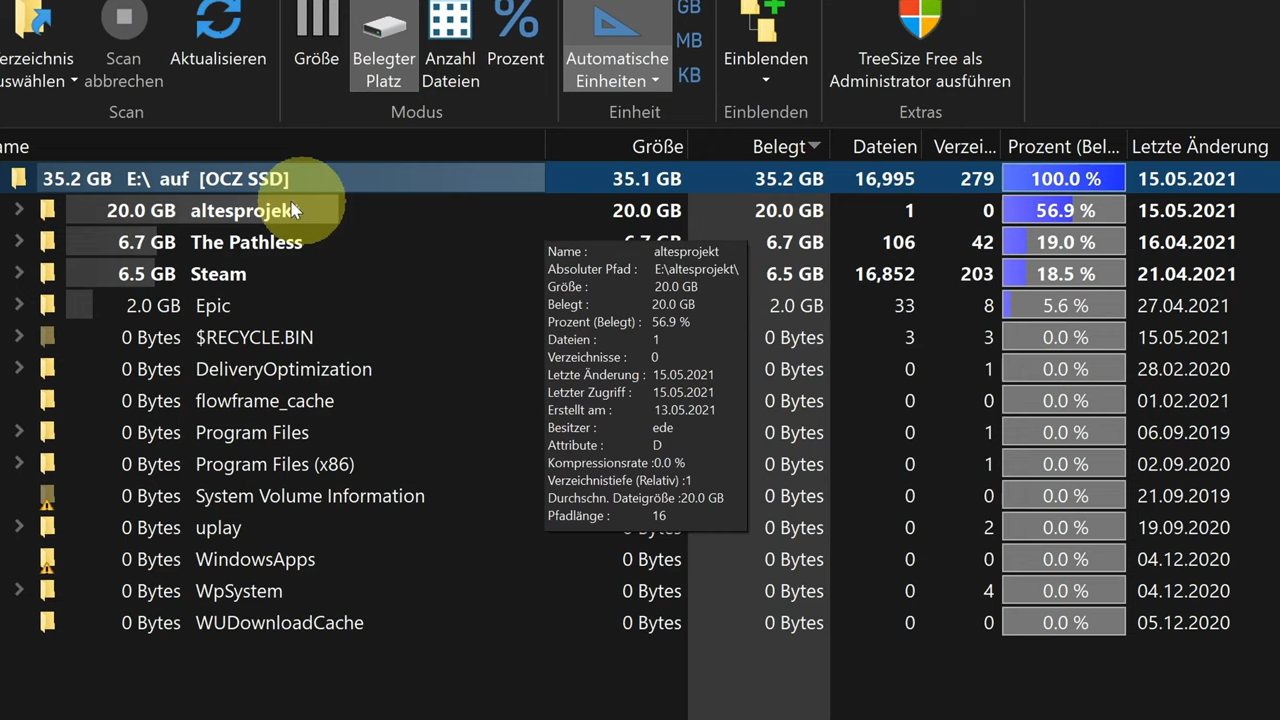 GB
erzeichnis Scan Aktualisieren Größe Belegter Anzahl Prozent Automatische MB Einblenden TreeSize Free als
uswählen abbrechen Platz Dateien Einheiten KB Administrator ausführen
Scan Modus Einheit Einblenden Extras
ame Größe Belegt Dateien Verzei... Prozent (Bel... Letzte Änderung
35.2 GB E:\ auf [OCZ SSD] 35.1 GB 35.2 GB 16,995 279 100.0 % 15.05.2021
20.0 GB altesprojekt 20.0 GB 20.0 GB 1 0 56.9 % 15.05.2021
6.7 GB The Pathless 6.7 GB 6.7 GB 106 42 19.0 % 16.04.2021
6.5 GB Steam 6.5 GB 16,852 203 18.5 % 21.04.2021
2.0 GB Epic 2.0 GB 33 8 5.6 % 27.04.2021
0 Bytes $RECYCLE.BIN 0 Bytes 3 3 0.0 % 15.05.2021
0 Bytes DeliveryOptimization 0 Bytes 0 1 0.0 % 28.02.2020
0 Bytes flowframe_cache 0 Bytes 0 0 0.0 % 01.02.2021
0 Bytes Program Files 0 Bytes 0 1 0.0 % 06.09.2019
0 Bytes Program Files (x86) 0 Bytes 0 1 0.0 % 02.09.2020
0 Bytes System Volume Information 0 Bytes 0 0 0.0 % 21.09.2019
0 Bytes uplay 0 Bytes 0 Bytes 0 2 0.0 % 19.09.2020
0 Bytes WindowsApps 0 Bytes 0 Bytes 0 0 0.0 % 04.12.2020
0 Bytes WpSystem 0 Bytes 0 Bytes 0 4 0.0 % 04.12.2020
0 Bytes WUDownloadCache 0 Bytes 0 Bytes 0 0 0.0 % 05.12.2020
Name : altesprojekt
Absoluter Pfad : E:\altesprojekt\
Größe : 20.0 GB
Belegt : 20.0 GB
Prozent (Belegt) : 56.9 %
Dateien : 1
Verzeichnisse : 0
Letzte Änderung : 15.05.2021
Letzter Zugriff : 15.05.2021
Erstellt am : 13.05.2021
Besitzer : ede
Attribute : D
Kompressionsrate :0.0 %
Verzeichnistiefe (Relativ) :1
Durchschn. Dateigröße :20.0 GB
Pfadlänge : 16